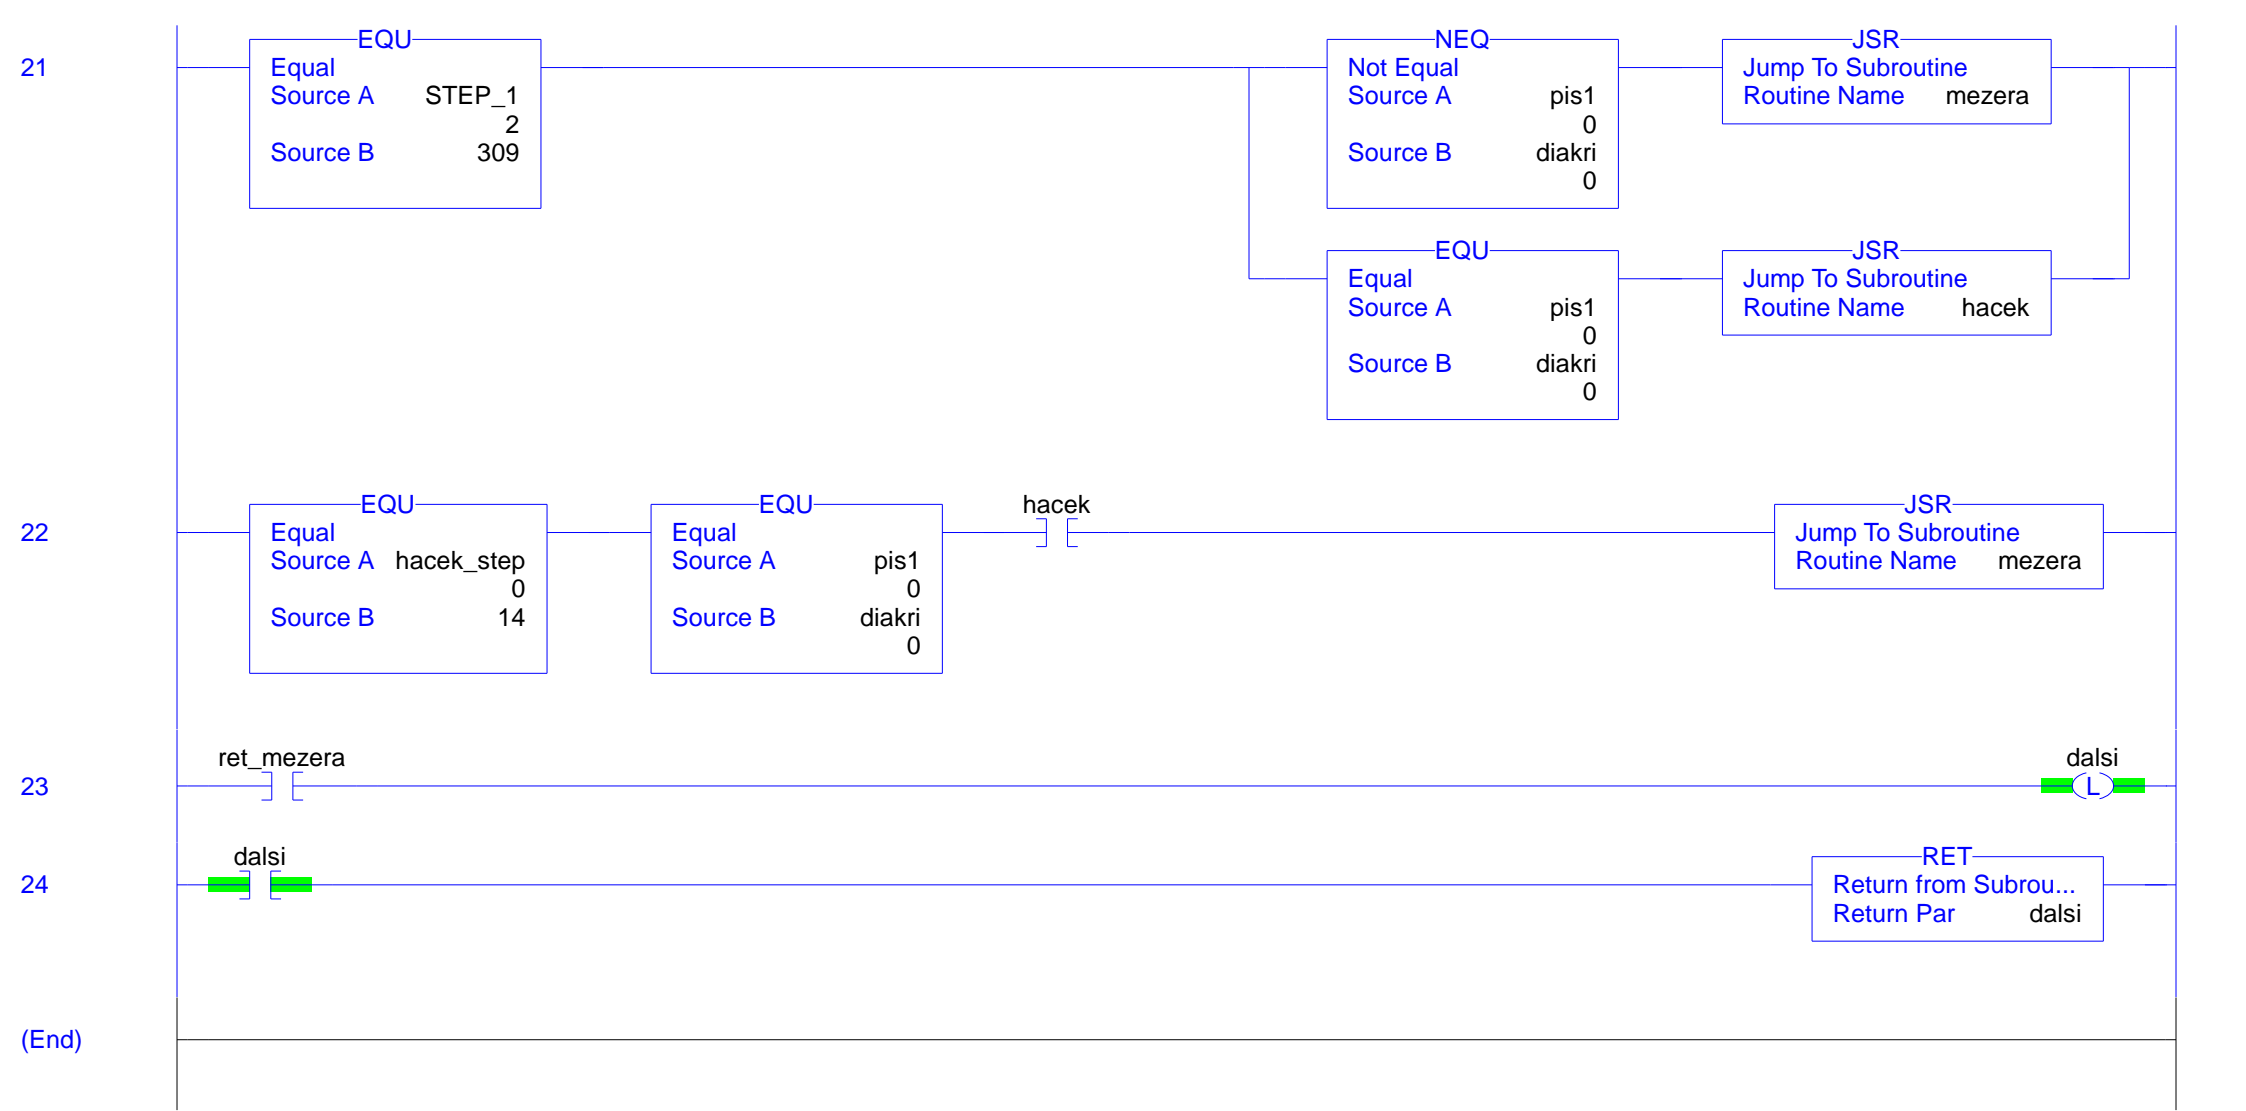 21
EQU
Equal
Source A STEP_1
2
Source B 309
NEQ
Not Equal
Source A pis1
0
Source B diakri
0
JSR
Jump To Subroutine
Routine Name mezera
EQU
Equal
Source A pis1
0
Source B diakri
0
JSR
Jump To Subroutine
Routine Name hacek
22
EQU
Equal
Source A hacek_step
0
Source B 14
EQU
Equal
Source A pis1
0
Source B diakri
0
hacek
JSR
Jump To Subroutine
Routine Name mezera
23
ret_mezera
dalsi
L
24
dalsi
RET
Return from Subrou...
Return Par dalsi
(End)